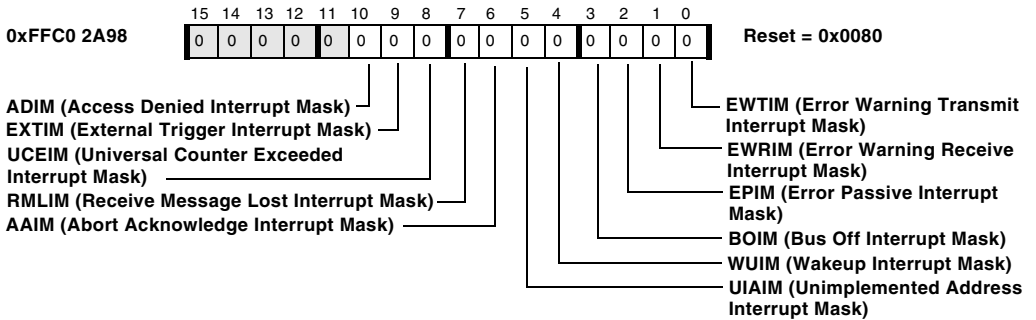 15 14 13 12 11 10 9 8 7 6 5 4 3 2 1 0
0xFFC0 2A98
0 0 0 0 0 0 0 0 0 0 0 0 0 0 0 0
Reset = 0x0080
ADIM (Access Denied Interrupt Mask)
EXTIM (External Trigger Interrupt Mask)
UCEIM (Universal Counter Exceeded
Interrupt Mask)
RMLIM (Receive Message Lost Interrupt Mask)
AAIM (Abort Acknowledge Interrupt Mask)
EWTIM (Error Warning Transmit
Interrupt Mask)
EWRIM (Error Warning Receive
Interrupt Mask)
EPIM (Error Passive Interrupt
Mask)
BOIM (Bus Off Interrupt Mask)
WUIM (Wakeup Interrupt Mask)
UIAIM (Unimplemented Address
Interrupt Mask)